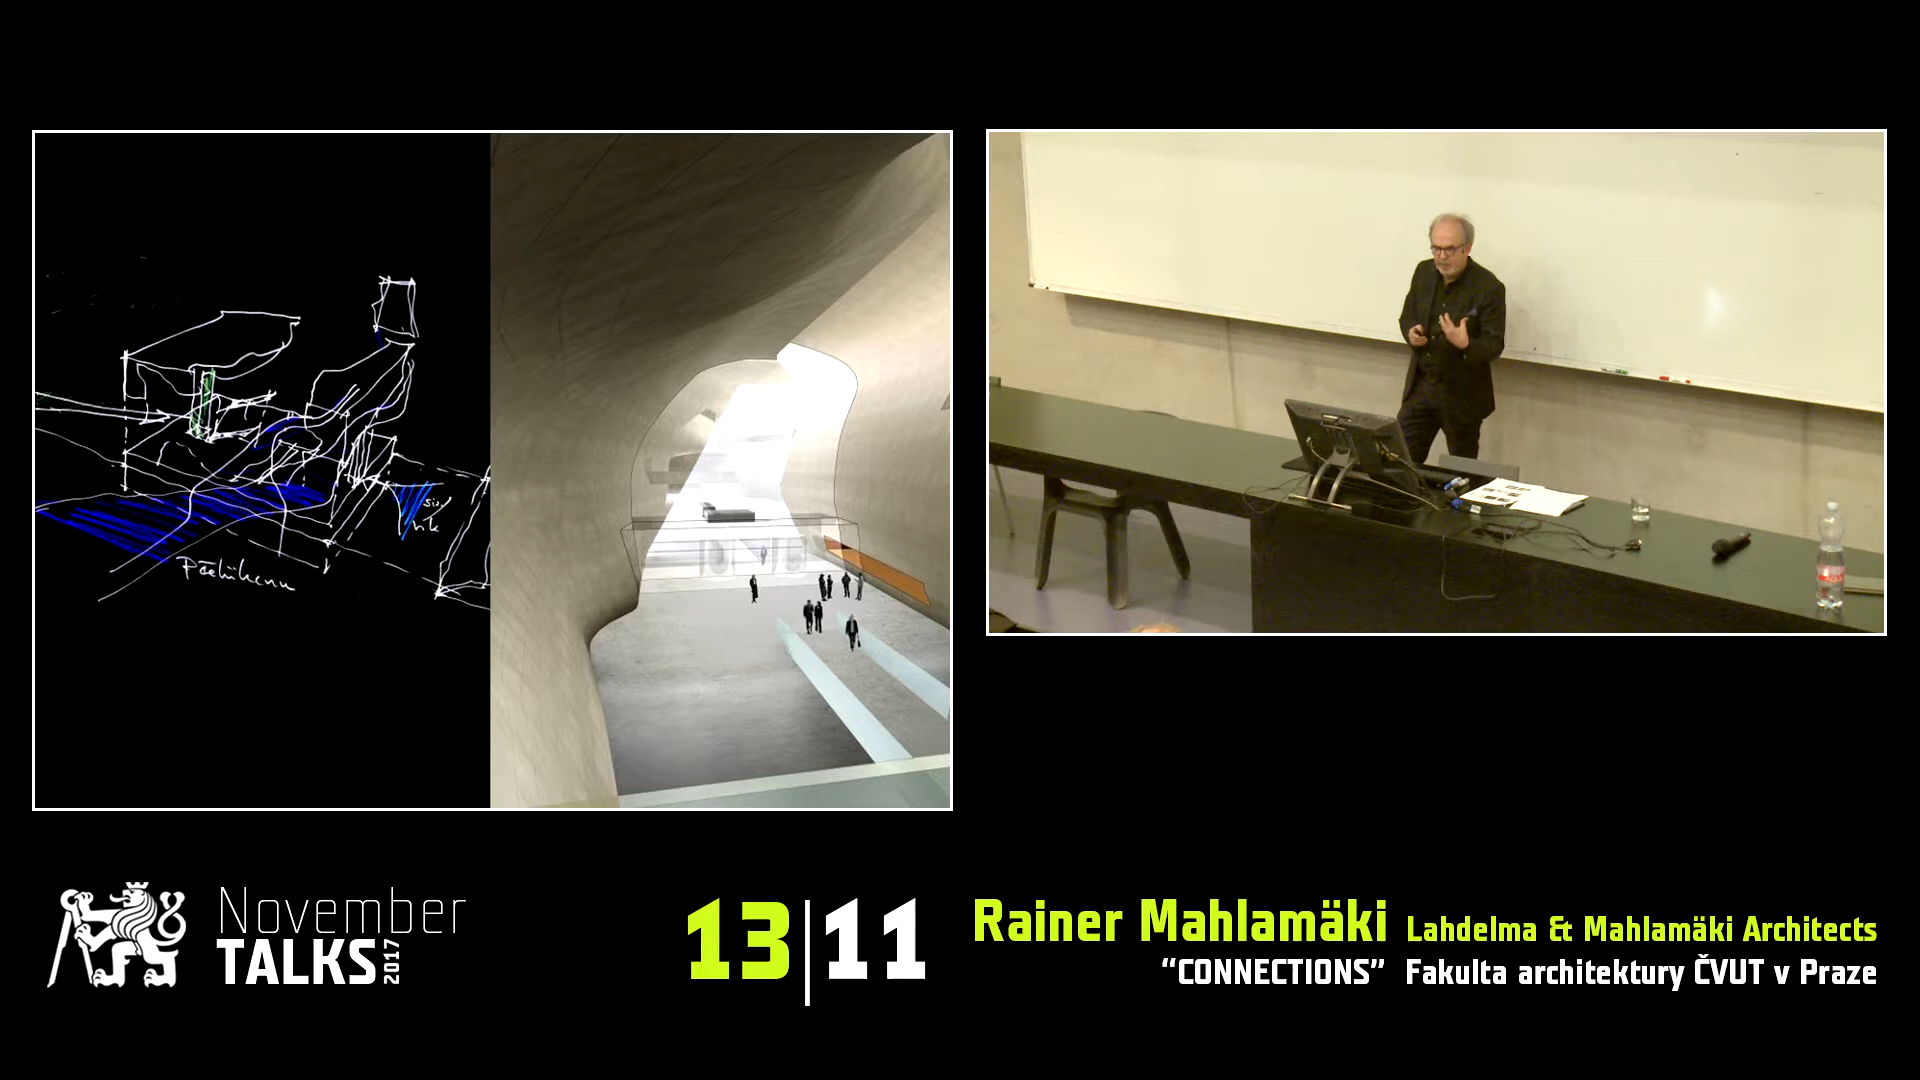 November
TALKS 2017
13|11
Rainer Mahlamäki Lahdelma & Mahlamäki Architects
“CONNECTIONS” Fakulta architektury ČVUT v Praze